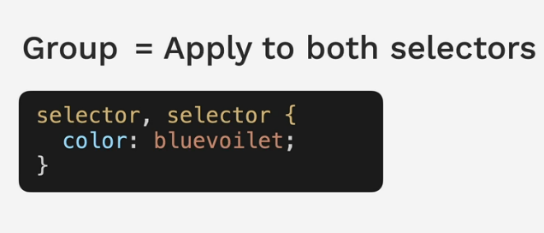 Group = Apply to both selectors
selector, selector {
color: bluevoilet;
}